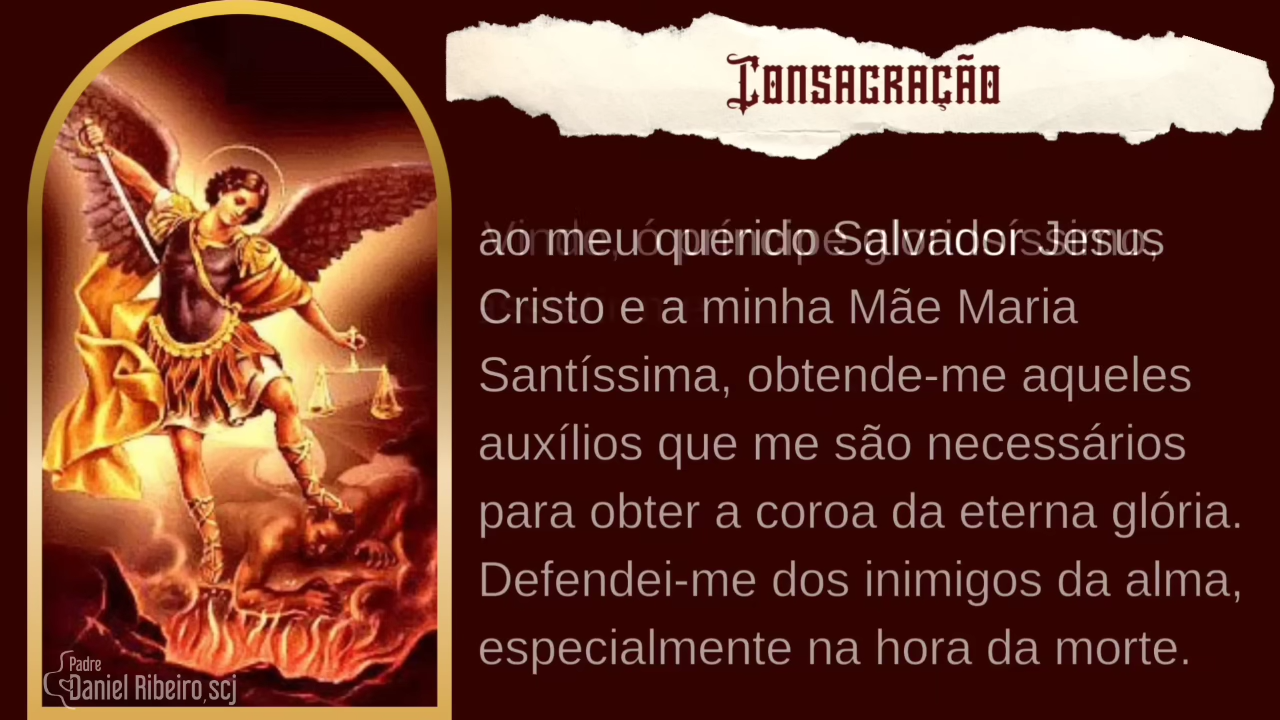 Consagração
ao meu querido Salvador Jesus
Cristo e a minha Mãe Maria
Santíssima, obtende-me aqueles
auxílios que me são necessários
para obter a coroa da eterna glória.
Defendei-me dos inimigos da alma,
especialmente na hora da morte.
Padre
Daniel Ribeiro, scj